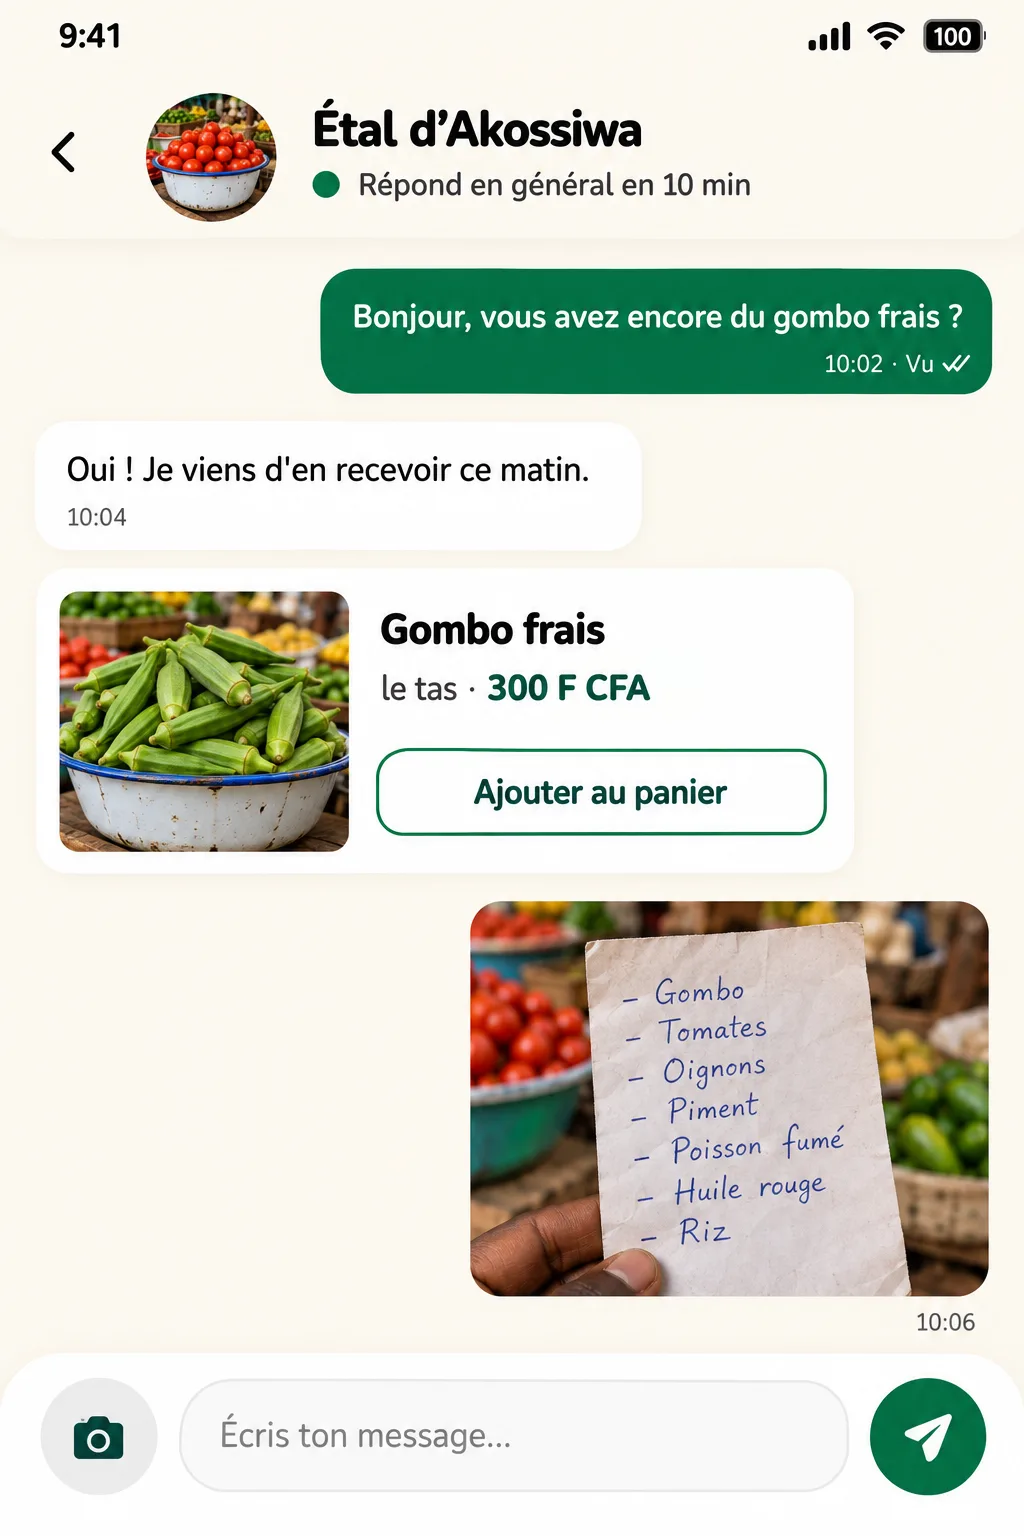 9:41
100
Étal d’Akossiwa
Répond en général en 10 min
Bonjour, vous avez encore du gombo frais ?
10:02 · Vu
Oui ! Je viens d'en recevoir ce matin.
10:04
Gombo frais
le tas · 300 F CFA
Ajouter au panier
– Gombo
– Tomates
– Oignons
– Piment
– Poisson fumé
– Huile rouge
– Riz
10:06
Écris ton message...